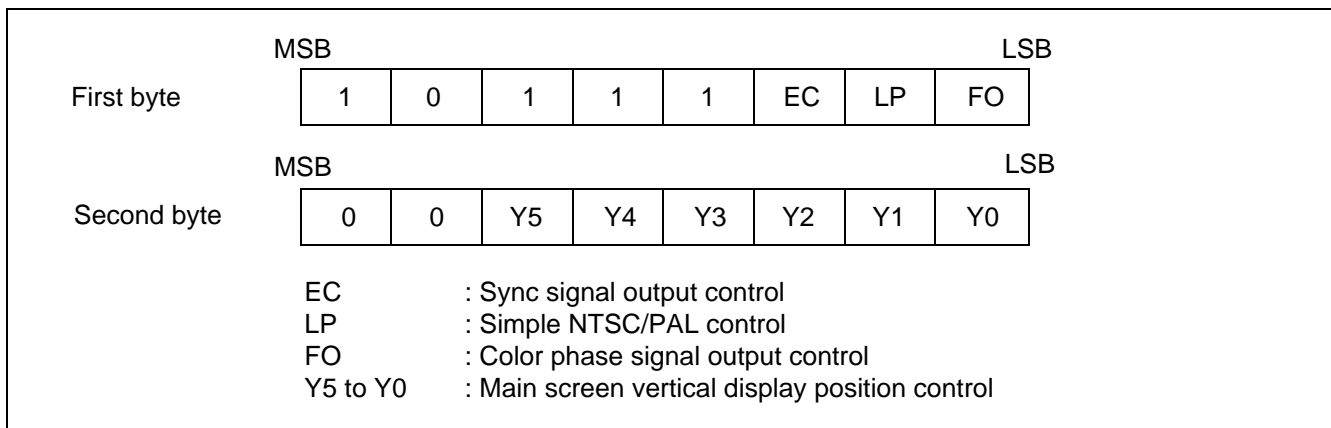 MSB LSB
First byte 1 0 1 1 1 EC LP FO
MSB LSB
Second byte 0 0 Y5 Y4 Y3 Y2 Y1 Y0
EC : Sync signal output control
LP : Simple NTSC/PAL control
FO : Color phase signal output control
Y5 to Y0 : Main screen vertical display position control